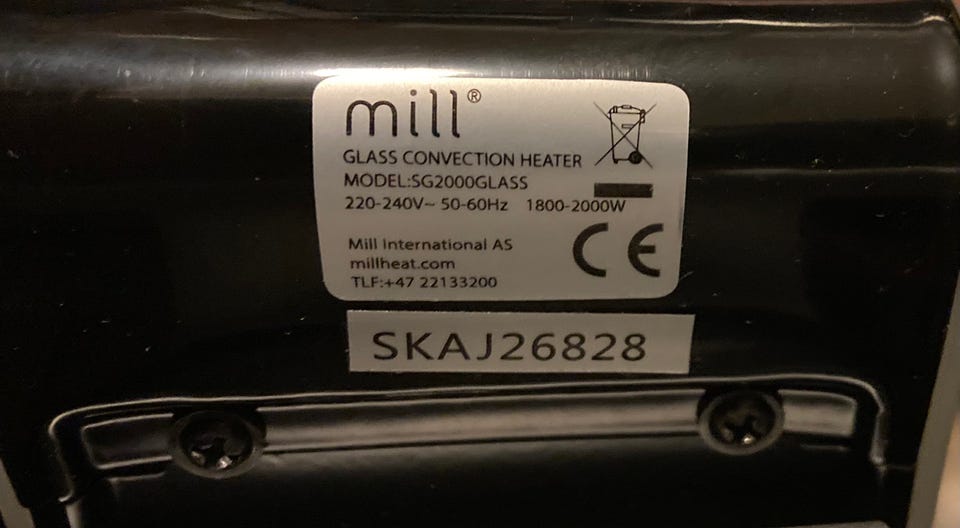 mill®
GLASS CONVECTION HEATER
MODEL:SG2000GLASS
220-240V~ 50-60Hz 1800-2000W
Mill International AS
millheat.com
TLF:+47 22133200
CE
SKAJ26828